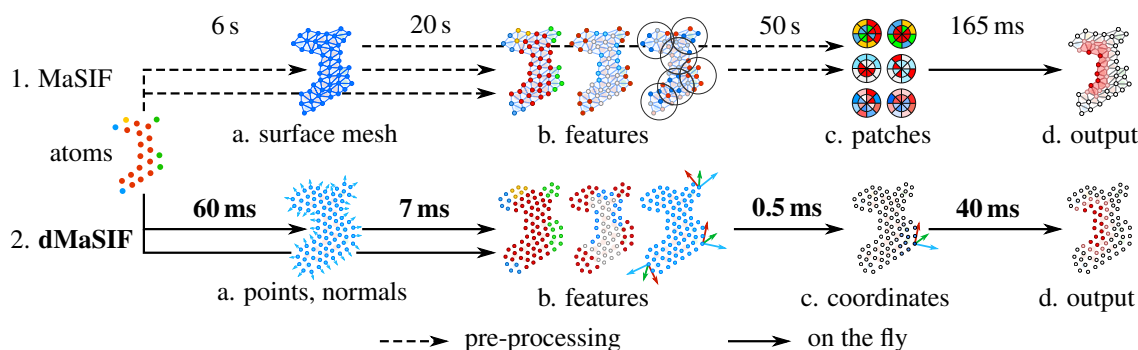 6 s 20 s 50 s 165 ms
1. MaSIF
a. surface mesh b. features c. patches d. output
atoms
60 ms 7 ms 0.5 ms 40 ms
2. dMaSIF
a. points, normals b. features c. coordinates d. output
pre-processing on the fly